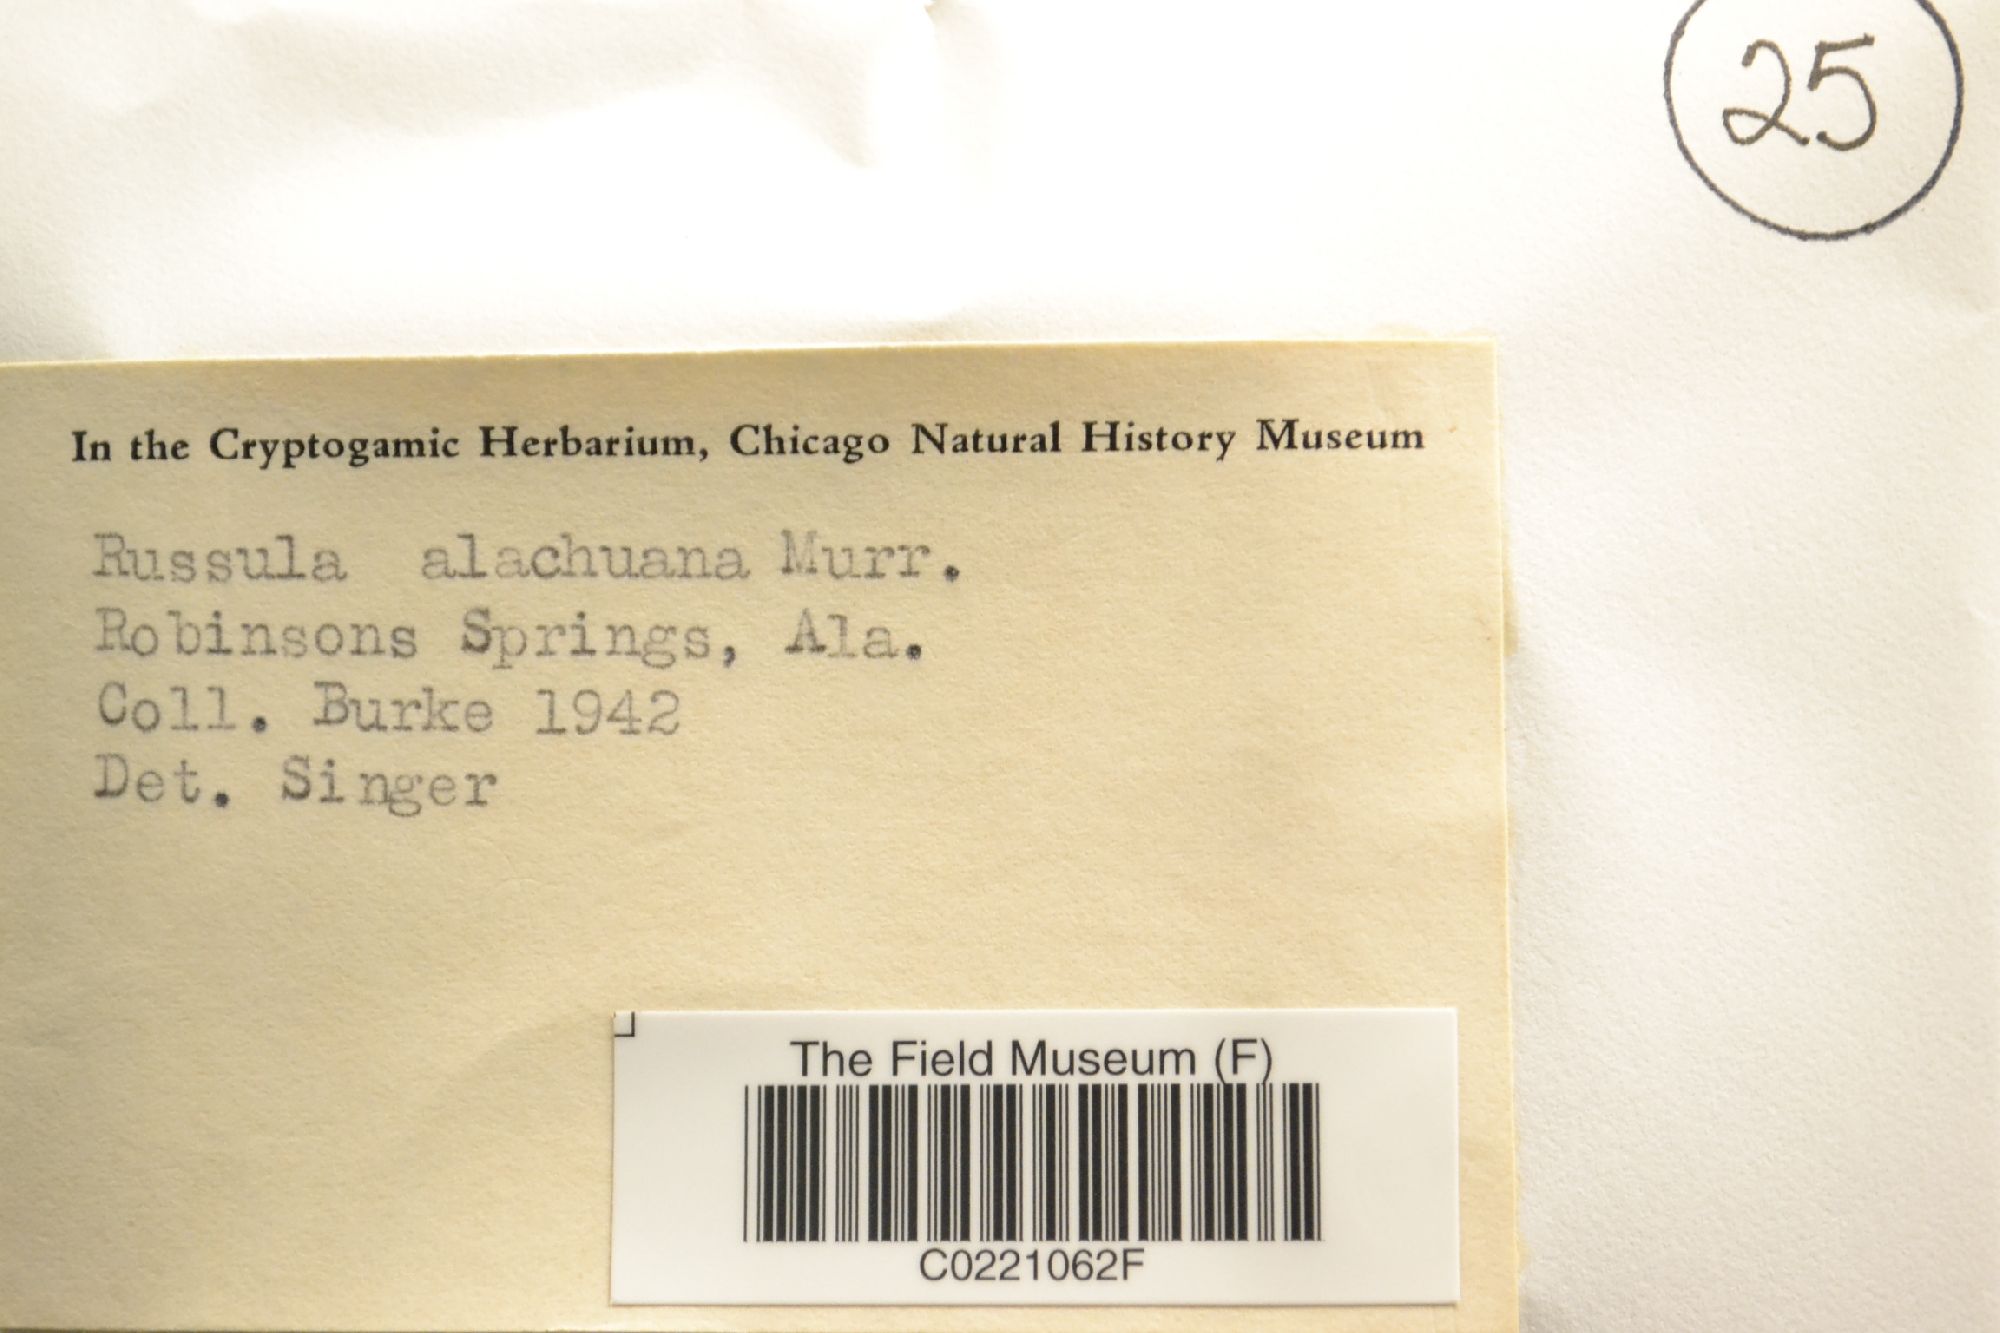 25
In the Cryptogamic Herbarium, Chicago Natural History Museum
Russula alachuana Murr.
Robinsons Springs, Ala.
Coll. Burke 1942
Det. Singer
The Field Museum (F)
C0221062F